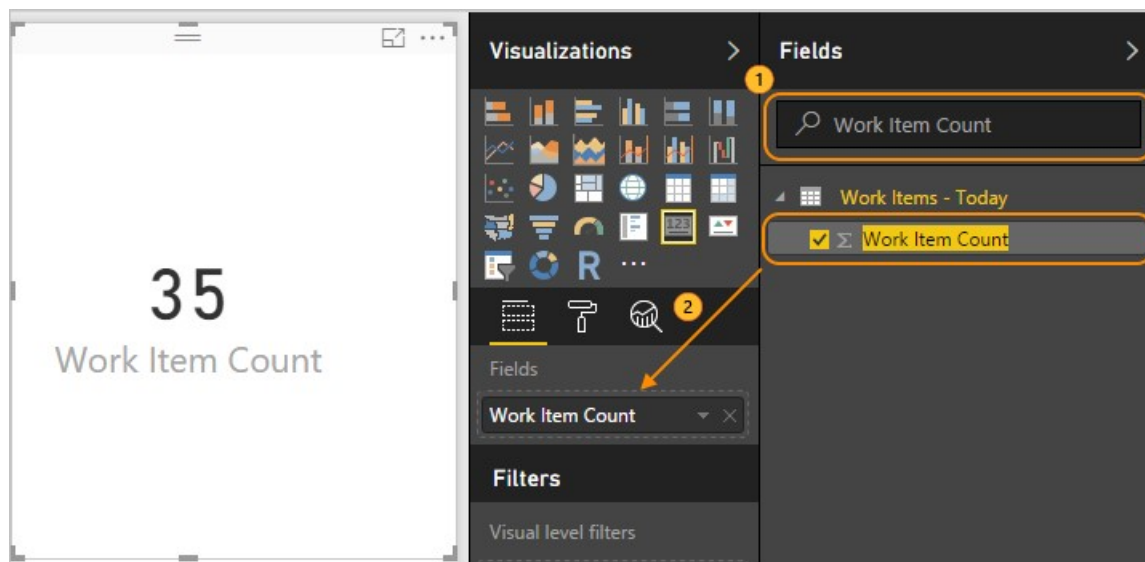 35
Work Item Count
Visualizations
123
R
2
Fields
Work Item Count
Filters
Visual level filters
Fields
1
Work Item Count
Work Items - Today
Work Item Count